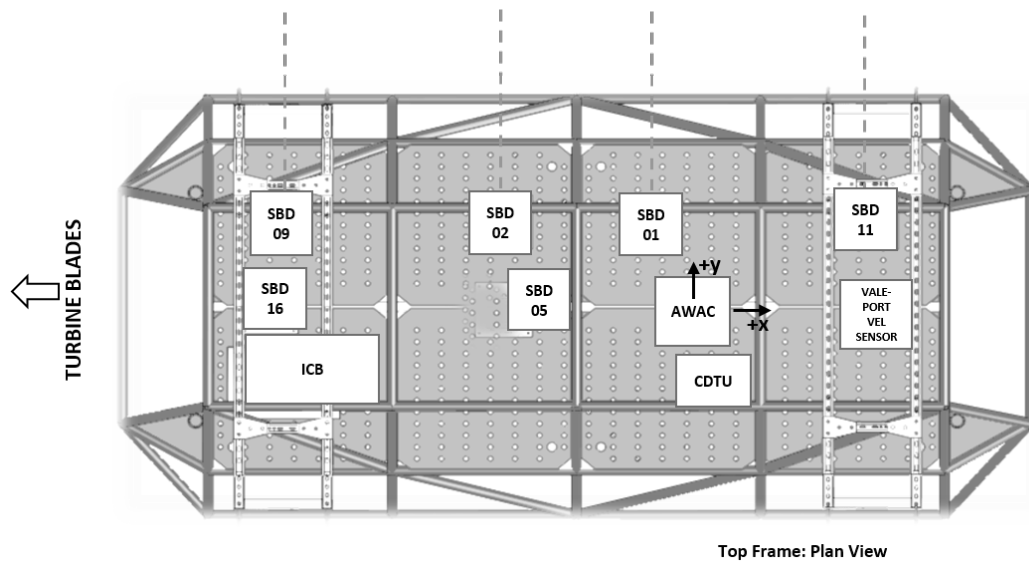 TURBINE BLADES
SBD
09
SBD
02
SBD
01
SBD
11
SBD
16
SBD
05
+y
AWAC
+x
VALE-
PORT
VEL
SENSOR
ICB
CDTU
Top Frame: Plan View